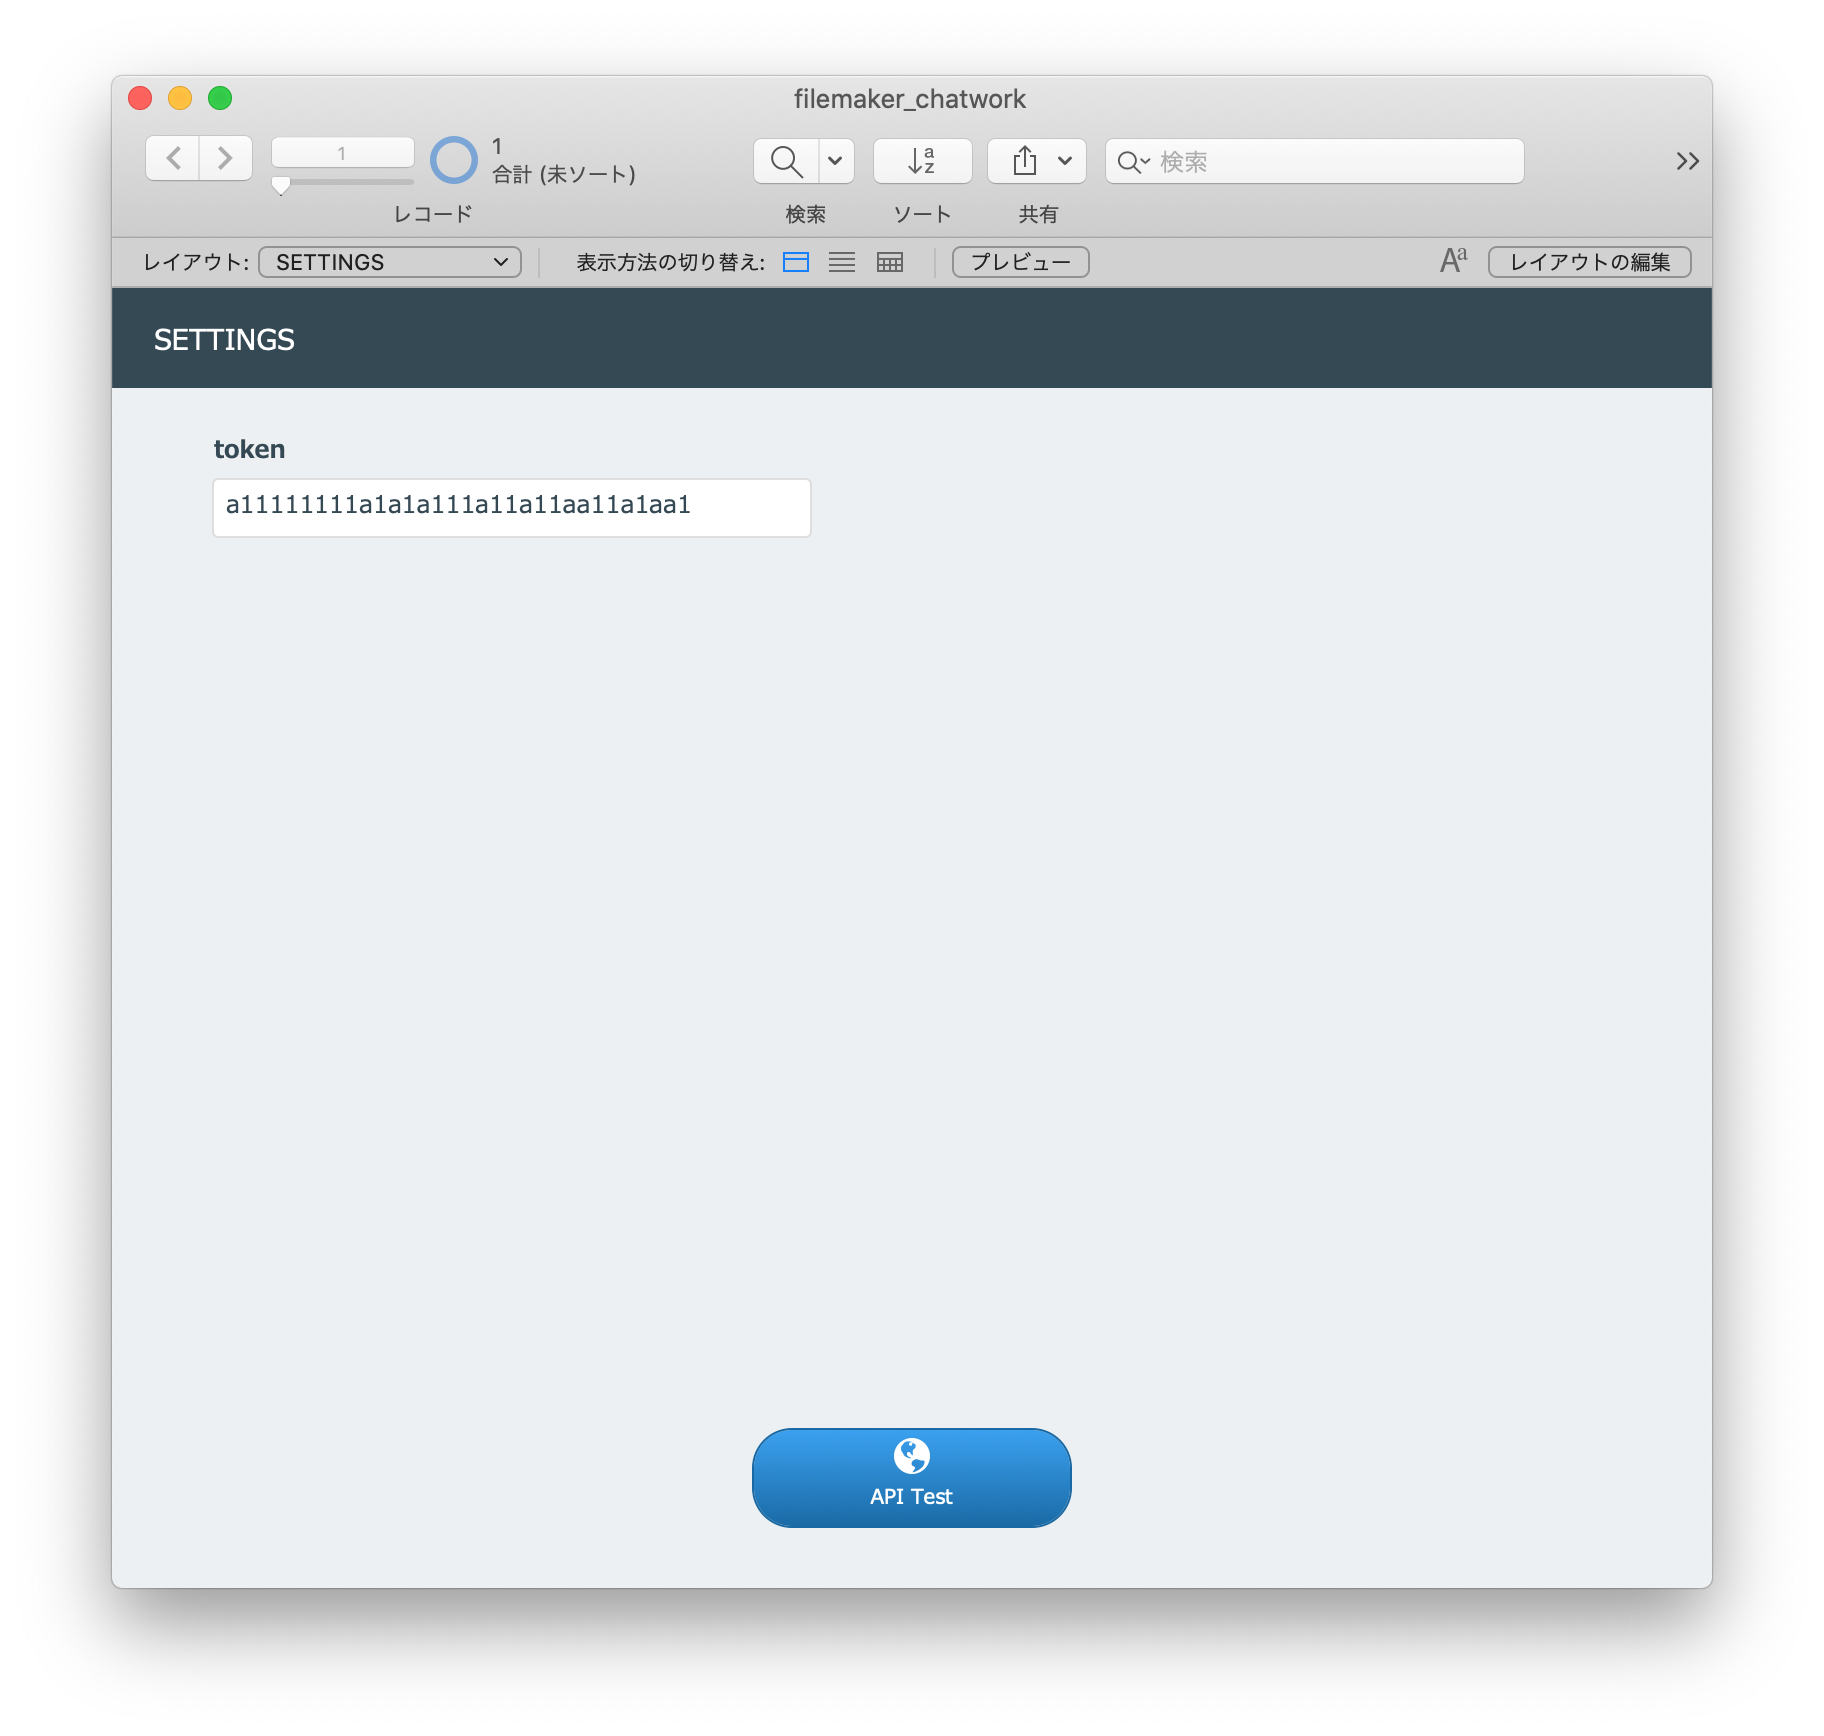 filemaker_chatwork
1
1
合計 (未ソート)
レコード
検索
a
z
ソート
共有
検索
レイアウト:
SETTINGS
表示方法の切り替え:
プレビュー
Aa
レイアウトの編集
SETTINGS
token
a11111111a1a1a111a11a11aa11a1aa1
API Test